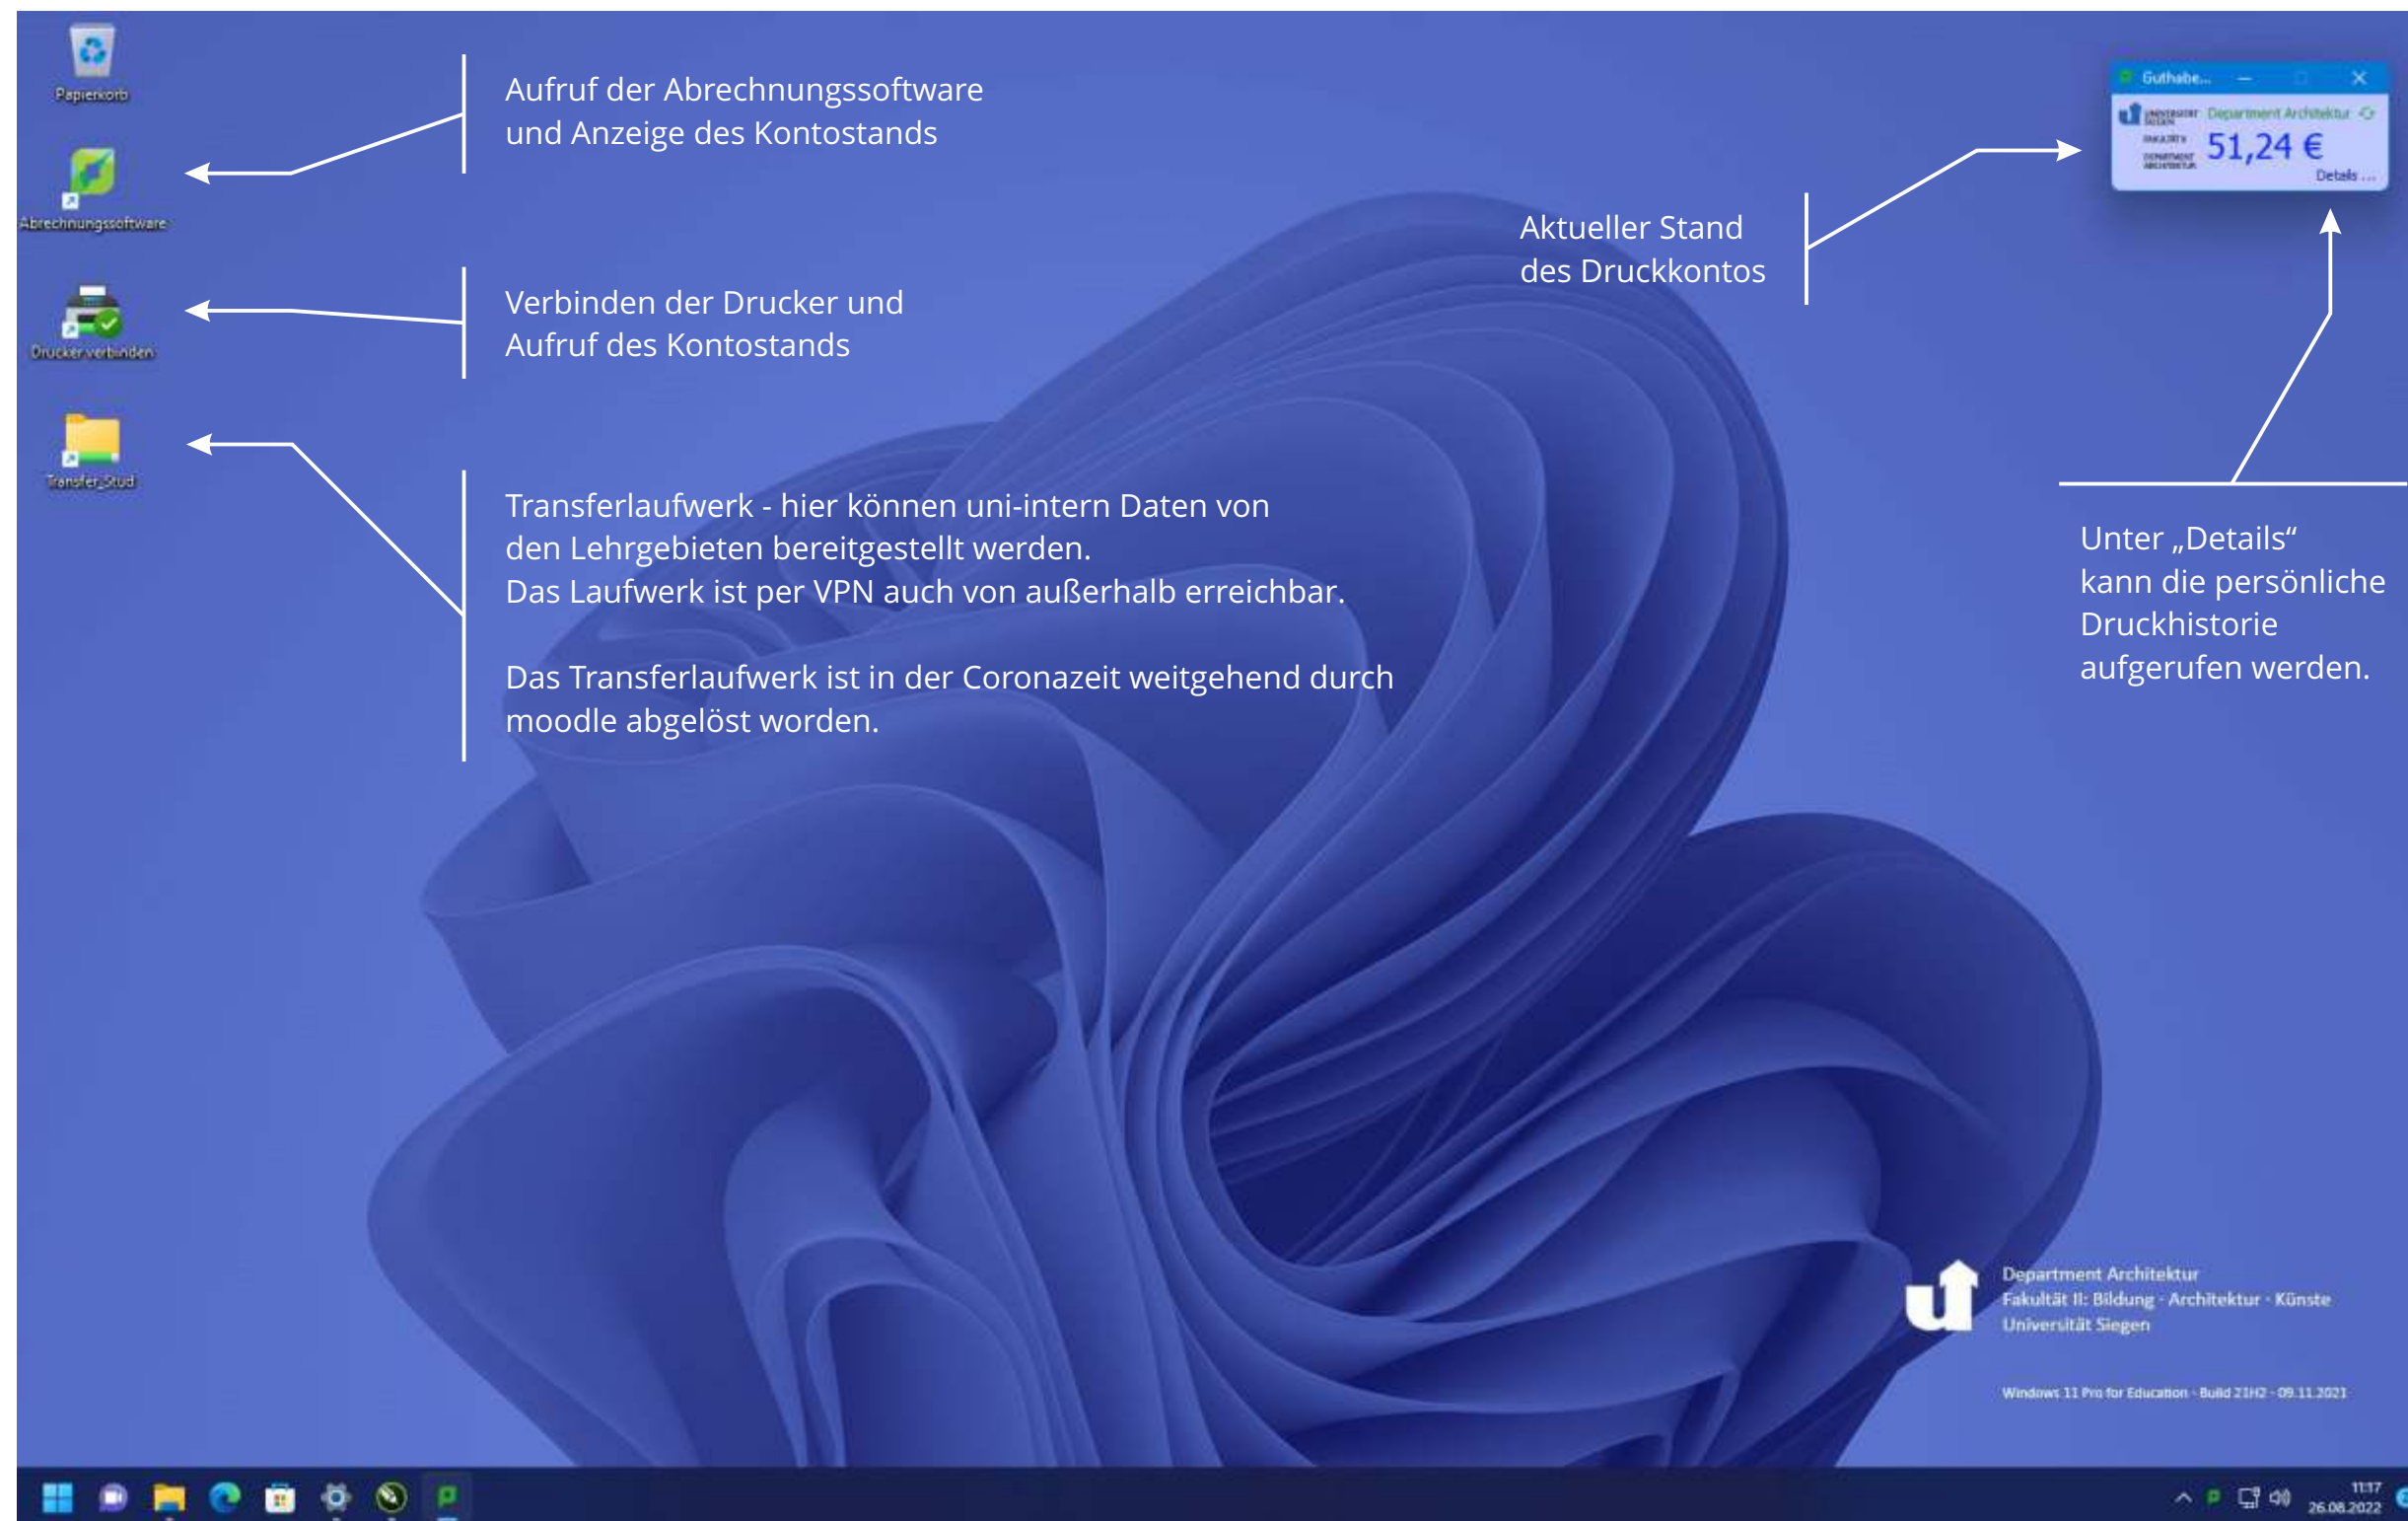 Papierkorb
Abrechnungssoftware
Drucker verbinden
Transfer_Stud
Aufruf der Abrechnungssoftware
und Anzeige des Kontostands
Verbinden der Drucker und
Aufruf des Kontostands
Transferlaufwerk - hier können uni-intern Daten von
den Lehrgebieten bereitgestellt werden.
Das Laufwerk ist per VPN auch von außerhalb erreichbar.
Das Transferlaufwerk ist in der Coronazeit weitgehend durch
moodle abgelöst worden.
Aktueller Stand
des Druckkontos
Guthabe...
UNIVERSITÄT
SIEGEN
Department Architektur
51,24 €
DEPARTMENT
ARCHITEKTUR
Details ...
Unter „Details“
kann die persönliche
Druckhistorie
aufgerufen werden.
Department Architektur
Fakultät II: Bildung · Architektur · Künste
Universität Siegen
Windows 11 Pro for Education - Build 21H2 - 09.11.2021
11:17
26.08.2022